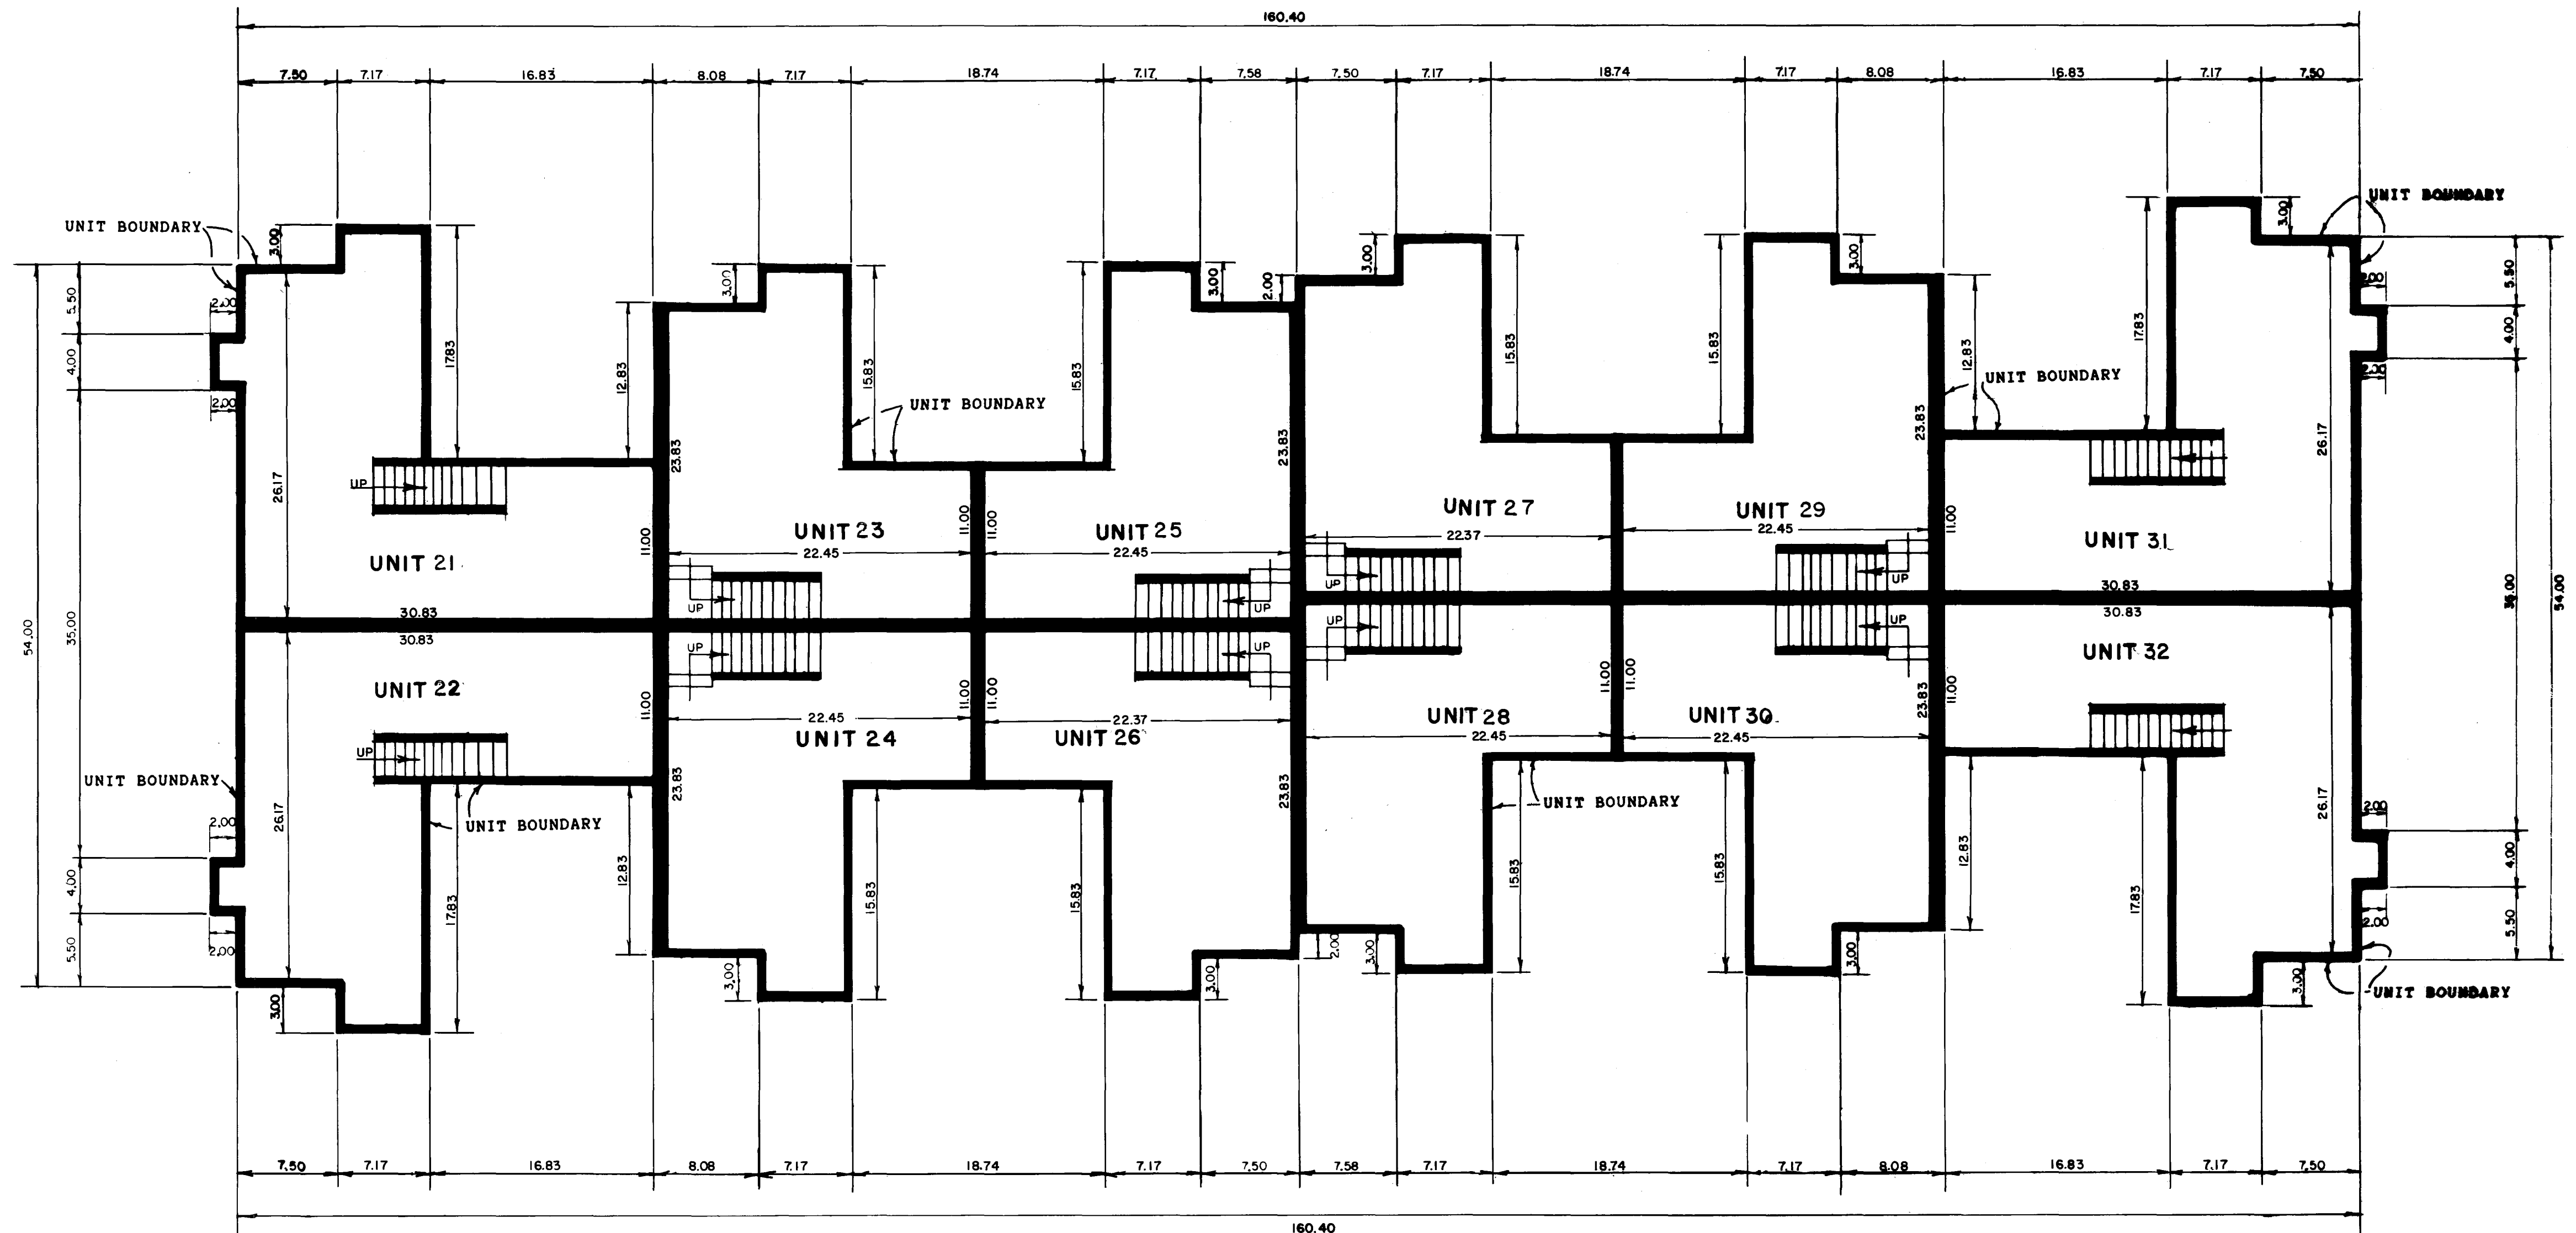 160.40
7.50 7.17 16.83 8.08 7.17 18.74 7.17 7.58 7.50 7.17 18.74 7.17 8.08 16.83 7.17 7.50
UNIT BOUNDARY
UNIT BOUNDARY
3.00
3.00
3.00
3.00
2.00
3.00
3.00
3.00
5.50
2.00
4.00
2.00
17.83
12.83
15.83
15.83
15.83
15.83
12.83
17.83
2.00
5.50
4.00
2.00
UNIT BOUNDARY
UNIT BOUNDARY
23.83
23.83
23.83
26.17
26.17
UP
UNIT 21
11.00
UNIT 23
22.45
11.00
11.00
UNIT 25
22.45
UNIT 27
22.37
UNIT 29
22.45
11.00
UNIT 31
UP
UP
UP
UP
30.83
30.83
54.00
35.00
35.00
54.00
30.83
30.83
UP
UP
UP
UP
UNIT 22
11.00
22.45
UNIT 24
11.00
11.00
22.37
UNIT 26
UNIT 28
22.45
11.00
11.00
UNIT 30
22.45
23.83
11.00
UNIT 32
UP
UNIT BOUNDARY
UNIT BOUNDARY
UNIT BOUNDARY
23.83
23.83
26.17
26.17
2.00
4.00
5.50
2.00
17.83
12.83
15.83
15.83
15.83
15.83
12.83
17.83
2.00
4.00
2.00
5.50
3.00
3.00
3.00
2.00
3.00
3.00
3.00
UNIT BOUNDARY
7.50 7.17 16.83 8.08 7.17 18.74 7.17 7.50 7.58 7.17 18.74 7.17 8.08 16.83 7.17 7.50
160.40